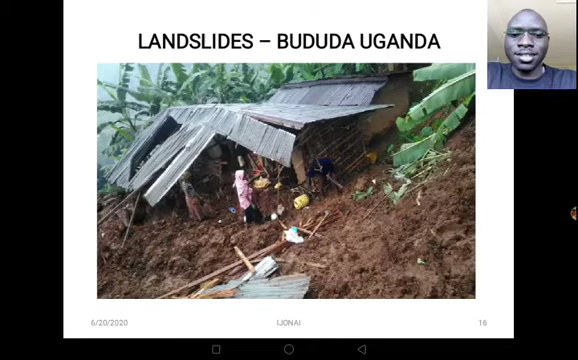 LANDSLIDES – BUDUDA UGANDA
6/20/2020
IJONAI
16